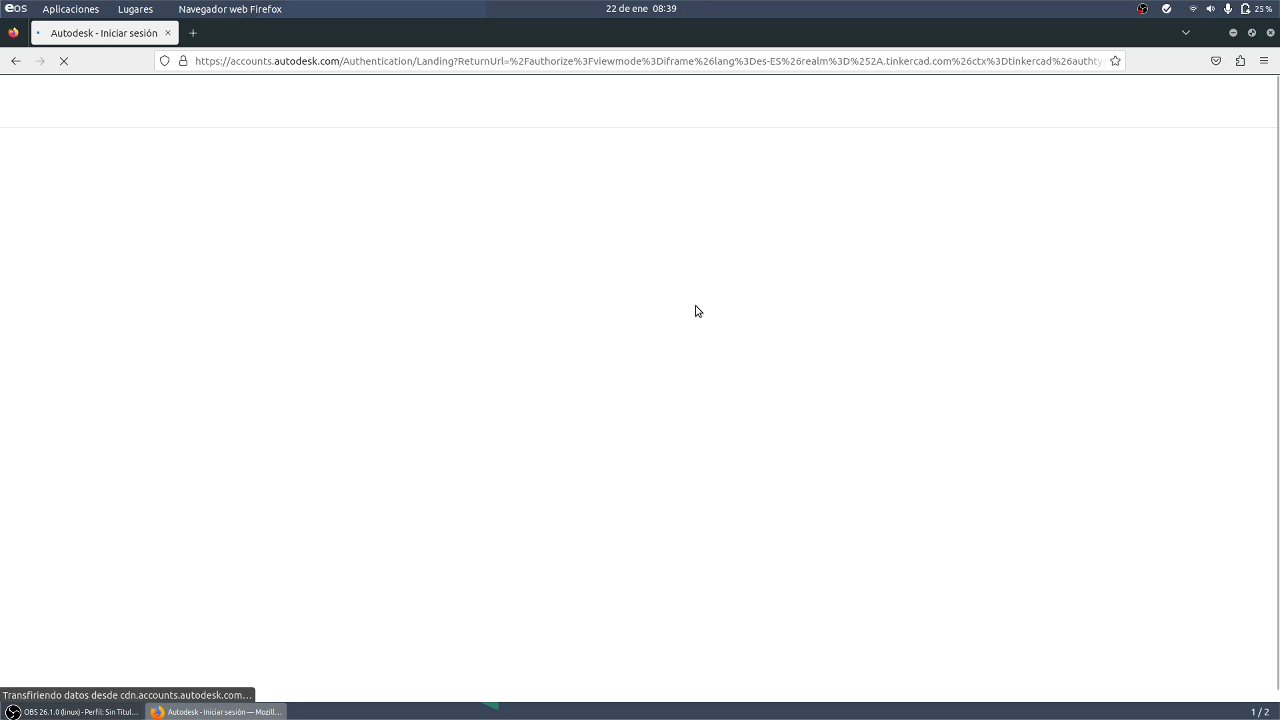 eos Aplicaciones Lugares Navegador web Firefox 22 de ene 08:39 25 %
Autodesk - Iniciar sesión
https://accounts.autodesk.com/Authentication/Landing?ReturnUrl=%2Fauthorize%3Fviewmode%3Diframe%26lang%3Des-ES%26realm%3D%252A.tinkercad.com%26ctx%3Dtinkercad%26authty
Transfiriendo datos desde cdn.accounts.autodesk.com...
OBS 26.1.0 (linux) - Perfil: Sin Títul... Autodesk - Iniciar sesión — Mozill... 1 / 2